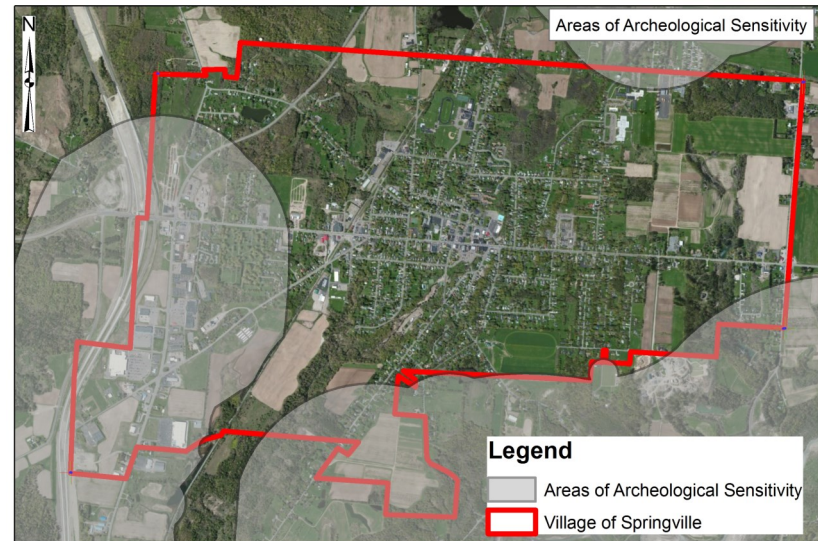 Areas of Archeological Sensitivity
N
Legend
Areas of Archeological Sensitivity
Village of Springville